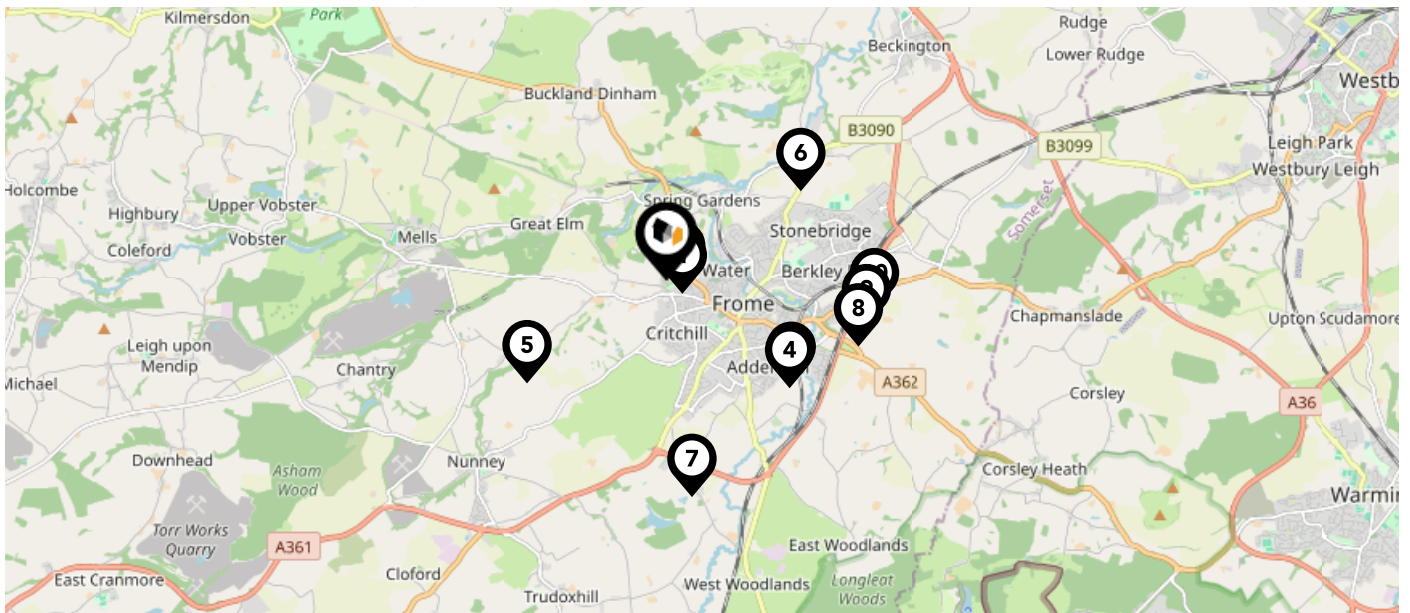 Kilmersdon
Park
Rudge
Beckington
Lower Rudge
Westb
Buckland Dinham
B3090
B3099
Leigh Park
6
Westbury Leigh
Holcombe
Spring Gardens
Upper Vobster
Highbury
Somerset
Great Elm
Stonebridge
Mells
Vobster
Coleford
Water
Berkley
Frome
8
Chapmanslade
Upton Scudamore
Critchill
Leigh upon
Mendip
5
4
Chantry
Adde
Michael
A362
Corsley
A36
Downhead
Nunney
7
Asham
Wood
Corsley Heath
Warmin
Torr Works
Quarry
A361
East Woodlands
Cloford
East Cranmore
West Woodlands
Longleat
Woods
Trudoxhill